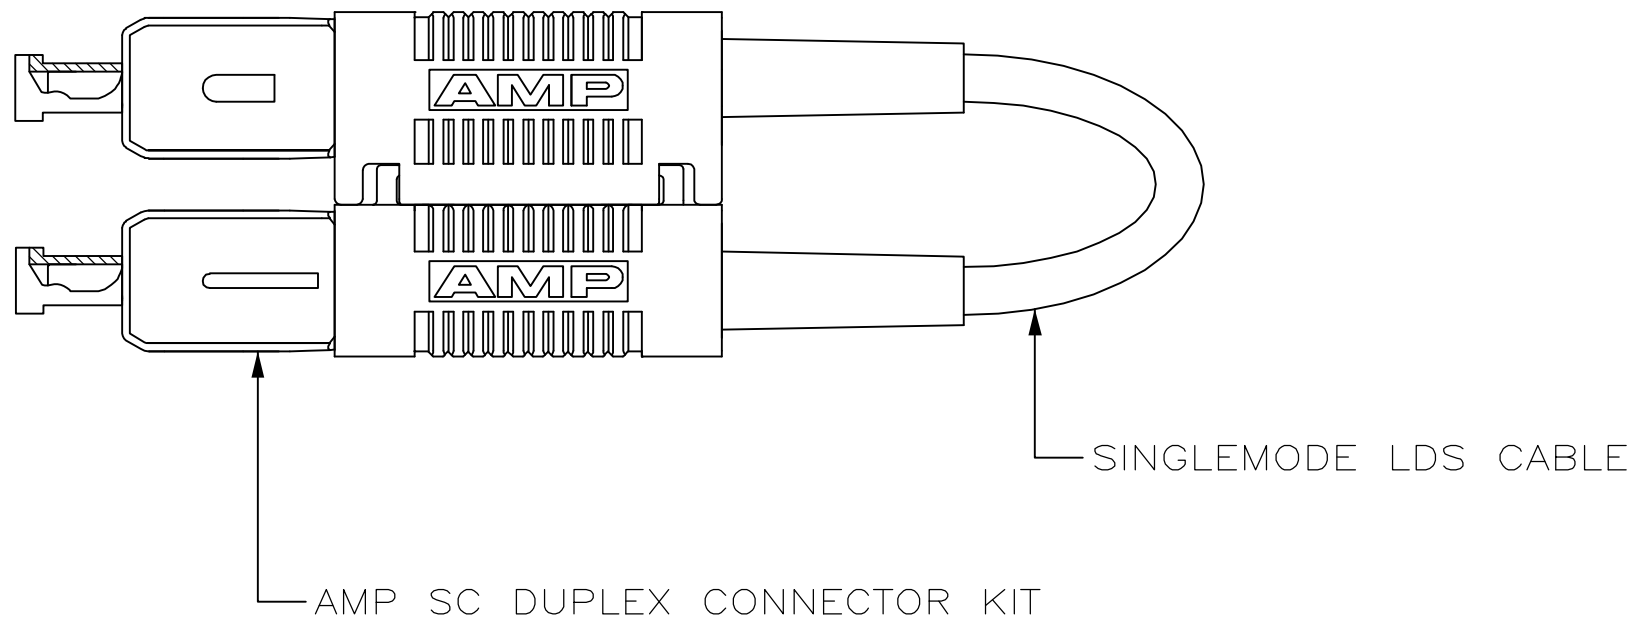 AMP
AMP
SINGLEMODE LDS CABLE
AMP SC DUPLEX CONNECTOR KIT